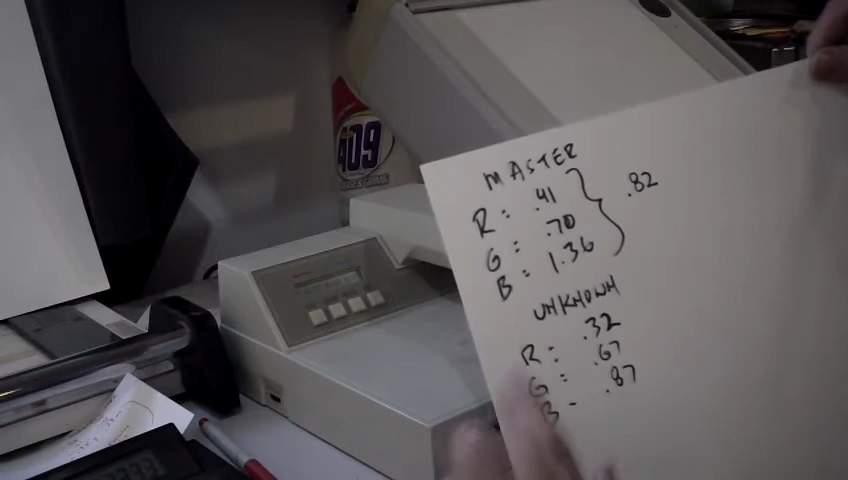 409
MASTER
R: .41
G: .70
B: 1.36
.82
UNKNOWN
R: .32
G: .67
B- .87